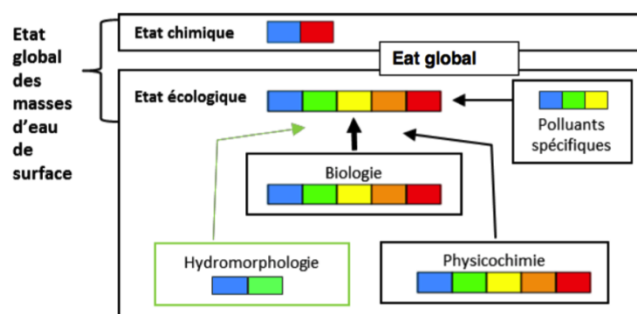 Etat
global
des
masses
d'eau
de
surface
Etat chimique
Eat global
Etat écologique
Polluants
spécifiques
Biologie
Hydromorphologie
Physicochimie